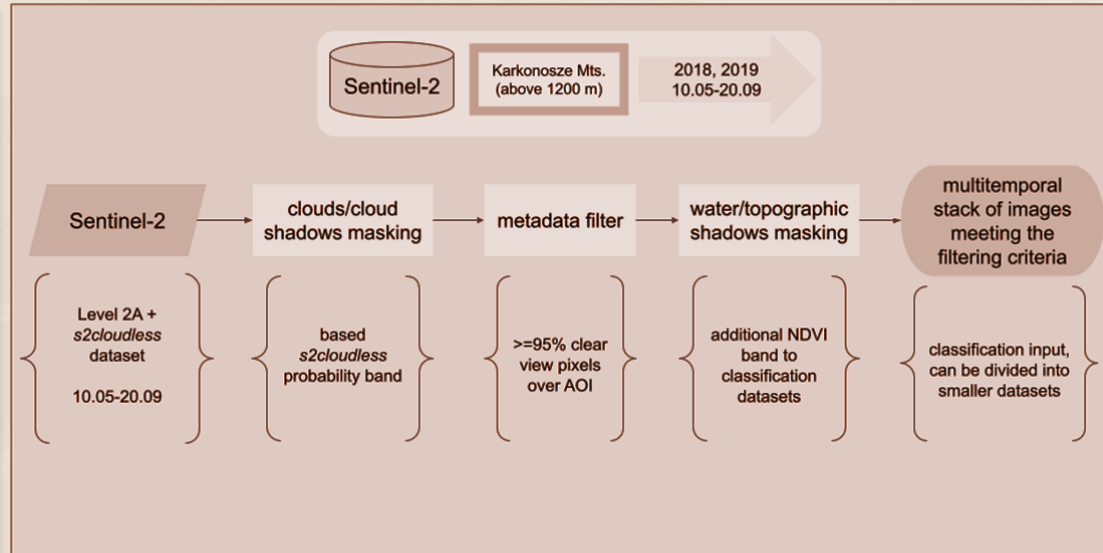 Sentinel-2
Karkonosze Mts.
(above 1200 m)
2018, 2019
10.05-20.09
Sentinel-2
clouds/cloud
shadows masking
metadata filter
water/topographic
shadows masking
multitemporal
stack of images
meeting the
filtering criteria
Level 2A +
s2cloudless
dataset
10.05-20.09
based
s2cloudless
probability band
>=95% clear
view pixels
over AOI
additional NDVI
band to
classification
datasets
classification input,
can be divided into
smaller datasets